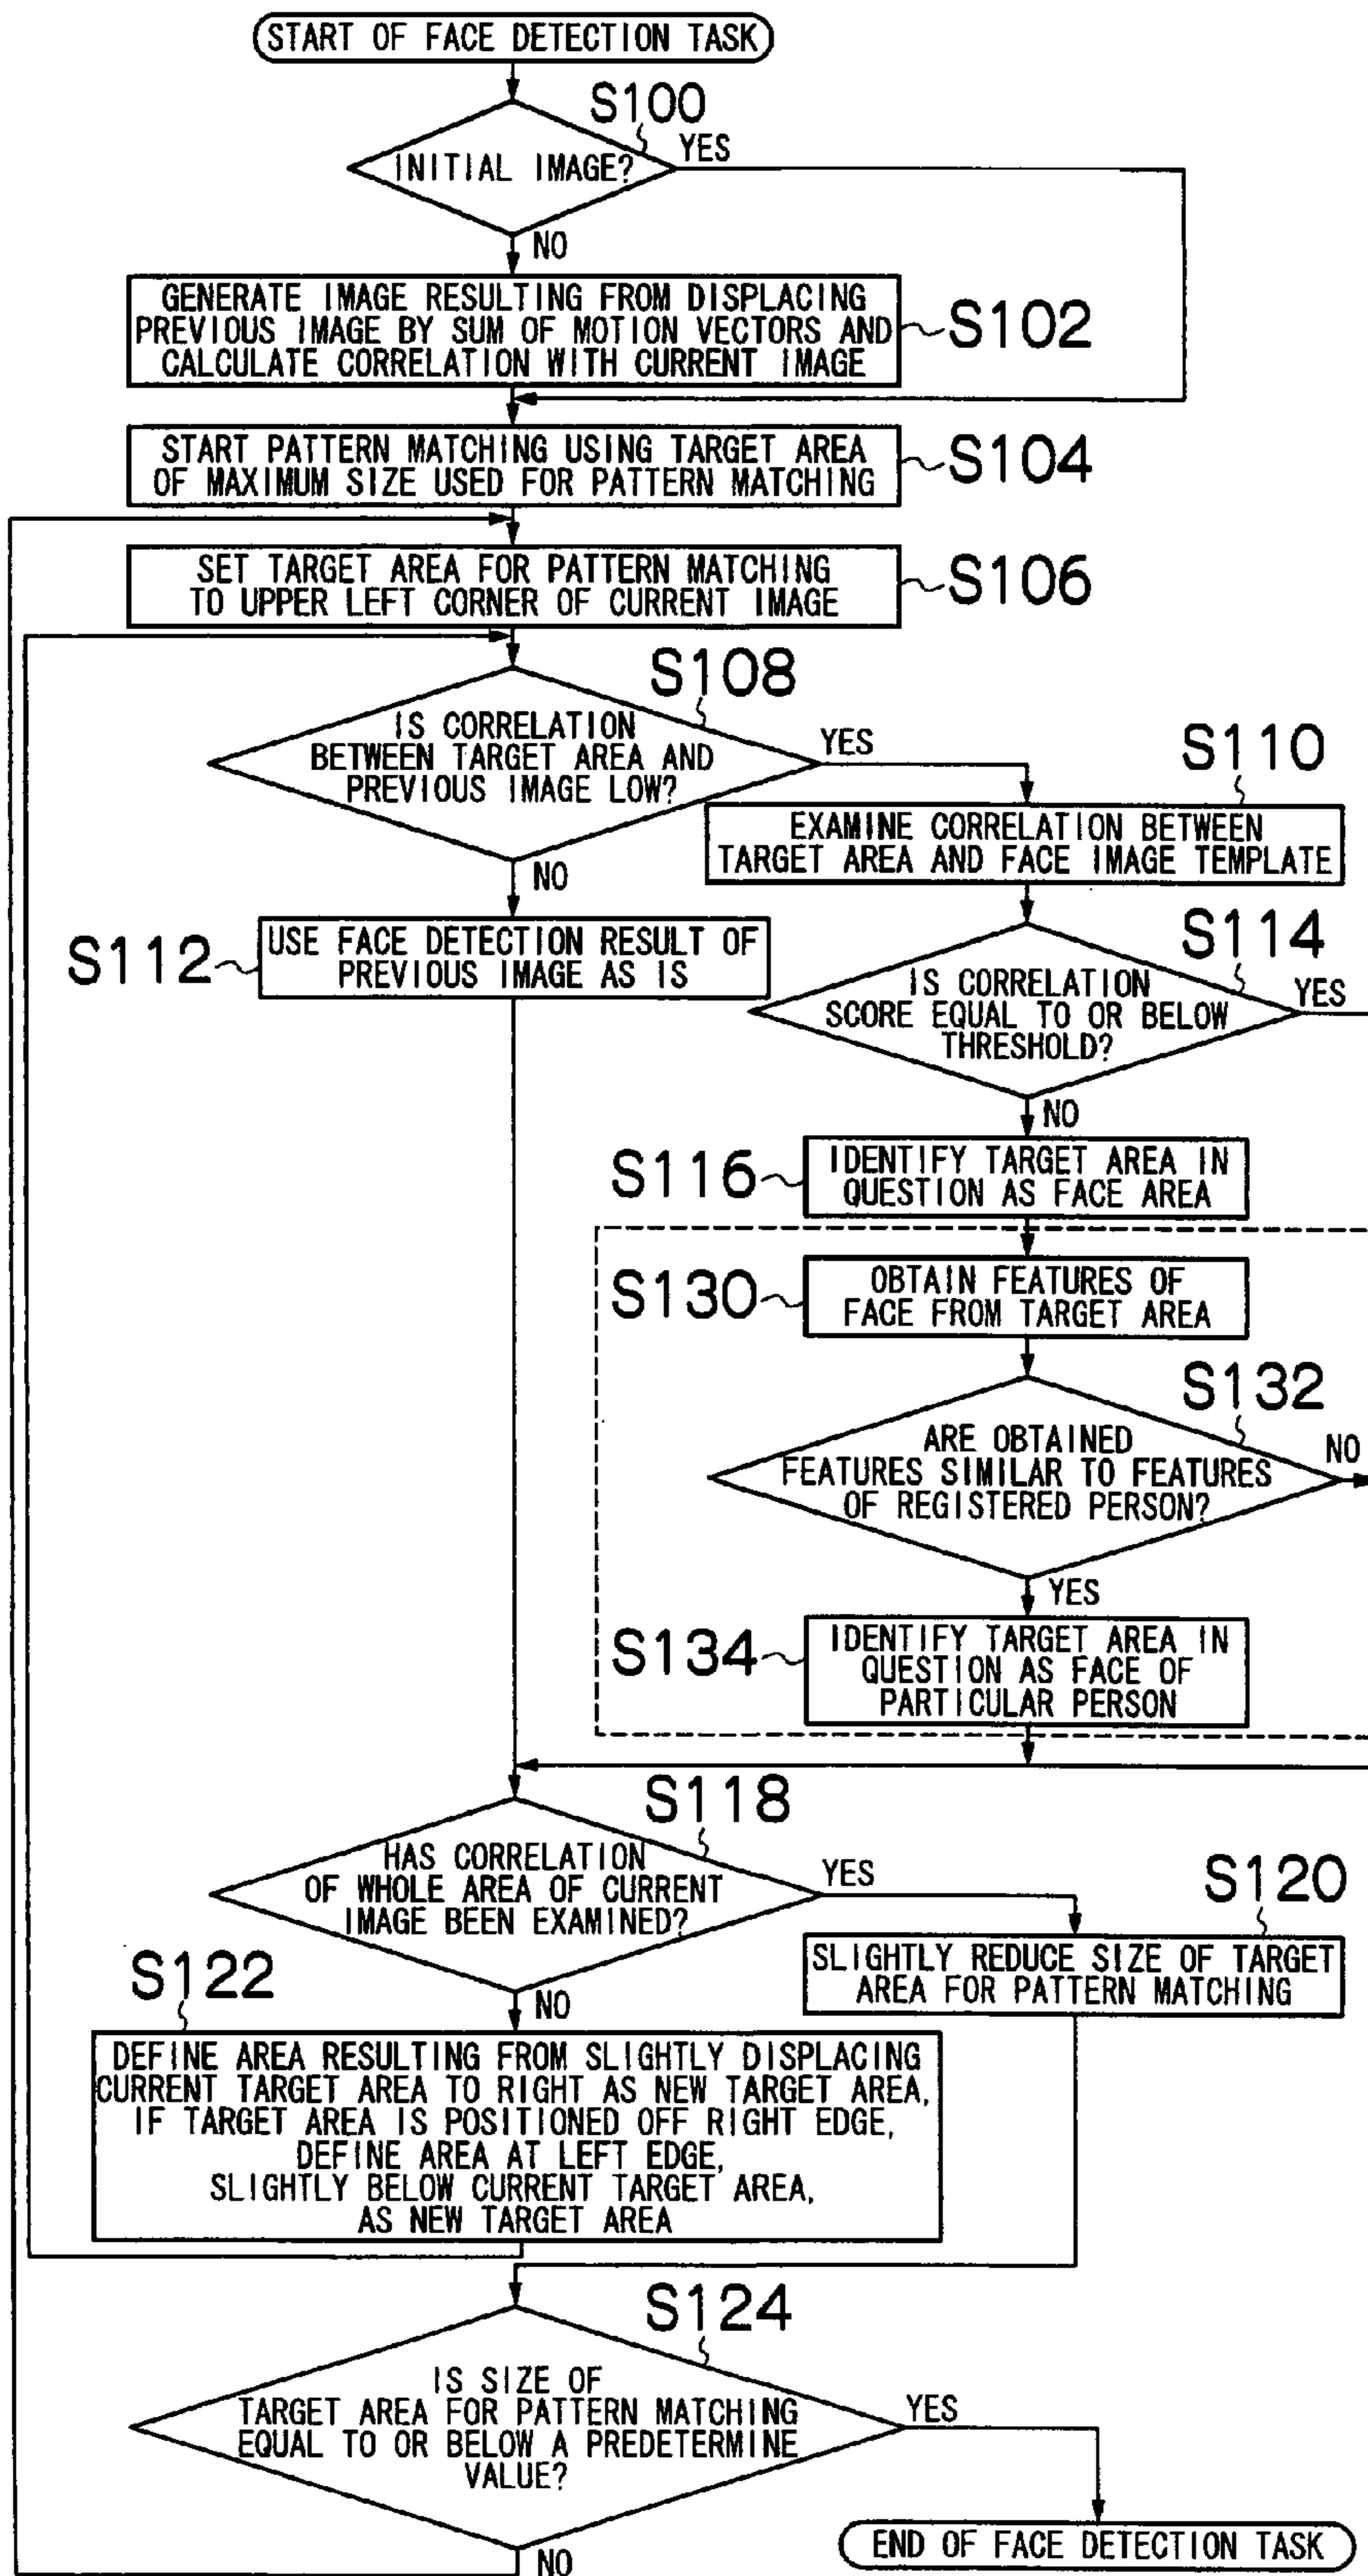 START OF FACE DETECTION TASK
S100
INITIAL IMAGE?
YES
NO
GENERATE IMAGE RESULTING FROM DISPLACING
PREVIOUS IMAGE BY SUM OF MOTION VECTORS AND
CALCULATE CORRELATION WITH CURRENT IMAGE
S102
START PATTERN MATCHING USING TARGET AREA
OF MAXIMUM SIZE USED FOR PATTERN MATCHING
S104
SET TARGET AREA FOR PATTERN MATCHING
TO UPPER LEFT CORNER OF CURRENT IMAGE
S106
S108
IS CORRELATION
BETWEEN TARGET AREA AND
PREVIOUS IMAGE LOW?
YES
NO
S110
EXAMINE CORRELATION BETWEEN
TARGET AREA AND FACE IMAGE TEMPLATE
S112
USE FACE DETECTION RESULT OF
PREVIOUS IMAGE AS IS
S114
IS CORRELATION
SCORE EQUAL TO OR BELOW
THRESHOLD?
YES
NO
S116
IDENTIFY TARGET AREA IN
QUESTION AS FACE AREA
S130
OBTAIN FEATURES OF
FACE FROM TARGET AREA
S132
ARE OBTAINED
FEATURES SIMILAR TO FEATURES
OF REGISTERED PERSON?
NO
YES
S134
IDENTIFY TARGET AREA IN
QUESTION AS FACE OF
PARTICULAR PERSON
S118
HAS CORRELATION
OF WHOLE AREA OF CURRENT
IMAGE BEEN EXAMINED?
YES
NO
S120
SLIGHTLY REDUCE SIZE OF TARGET
AREA FOR PATTERN MATCHING
S122
DEFINE AREA RESULTING FROM SLIGHTLY DISPLACING
CURRENT TARGET AREA TO RIGHT AS NEW TARGET AREA,
IF TARGET AREA IS POSITIONED OFF RIGHT EDGE,
DEFINE AREA AT LEFT EDGE,
SLIGHTLY BELOW CURRENT TARGET AREA,
AS NEW TARGET AREA
S124
IS SIZE OF
TARGET AREA FOR PATTERN MATCHING
EQUAL TO OR BELOW A PREDETERMINE
VALUE?
YES
NO
END OF FACE DETECTION TASK